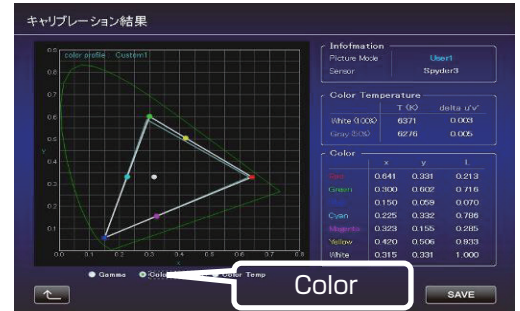 キャリブレーション結果
color profile : Custom1
0.9
0.8
0.7
0.6
0.5
0.4
0.3
0.2
0.1
y
0.0 0.1 0.2 0.3 0.4 0.5 0.6 0.7 0.8
x
Gamma Color Color Temp
Color
Infofmation
Picture Mode User1
Sensor Spyder3
Color Temperature
T (K) delta u'v'
White (100%) 6371 0.003
Gray (50%) 6276 0.005
Color
x y L
Red 0.641 0.331 0.213
Green 0.300 0.602 0.716
Blue 0.150 0.059 0.070
Cyan 0.225 0.332 0.786
Magenta 0.323 0.155 0.285
Yellow 0.420 0.506 0.933
White 0.315 0.331 1.000
SAVE